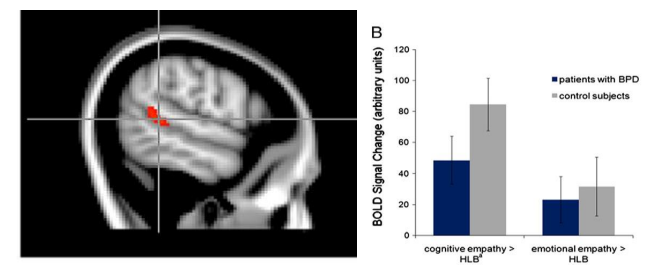 B
BOLD Signal Change (arbitrary units)
120
100
80
60
40
20
0
patients with BPD
control subjects
cognitive empathy >
HLBª
emotional empathy >
HLB